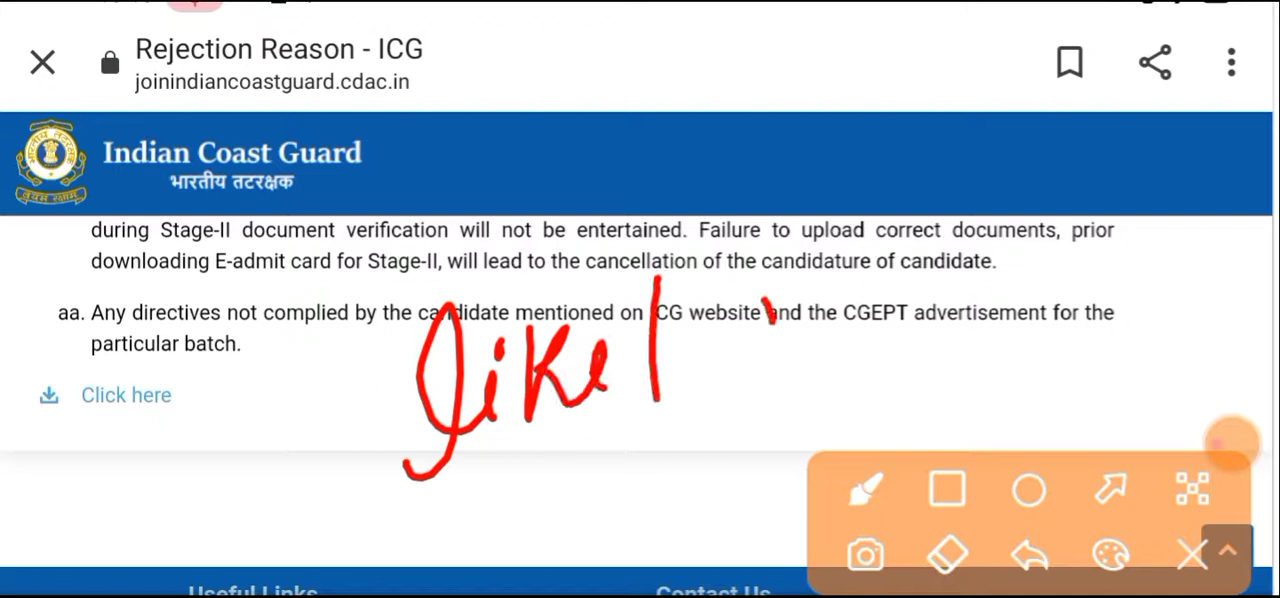 Rejection Reason - ICG
joinindiancoastguard.cdac.in
Indian Coast Guard
भारतीय तटरक्षक
during Stage-II document verification will not be entertained. Failure to upload correct documents, prior
downloading E-admit card for Stage-II, will lead to the cancellation of the candidature of candidate.
aa. Any directives not complied by the candidate mentioned on ICG website and the CGEPT advertisement for the
particular batch.
Click here
like
Useful Links
Contact Us